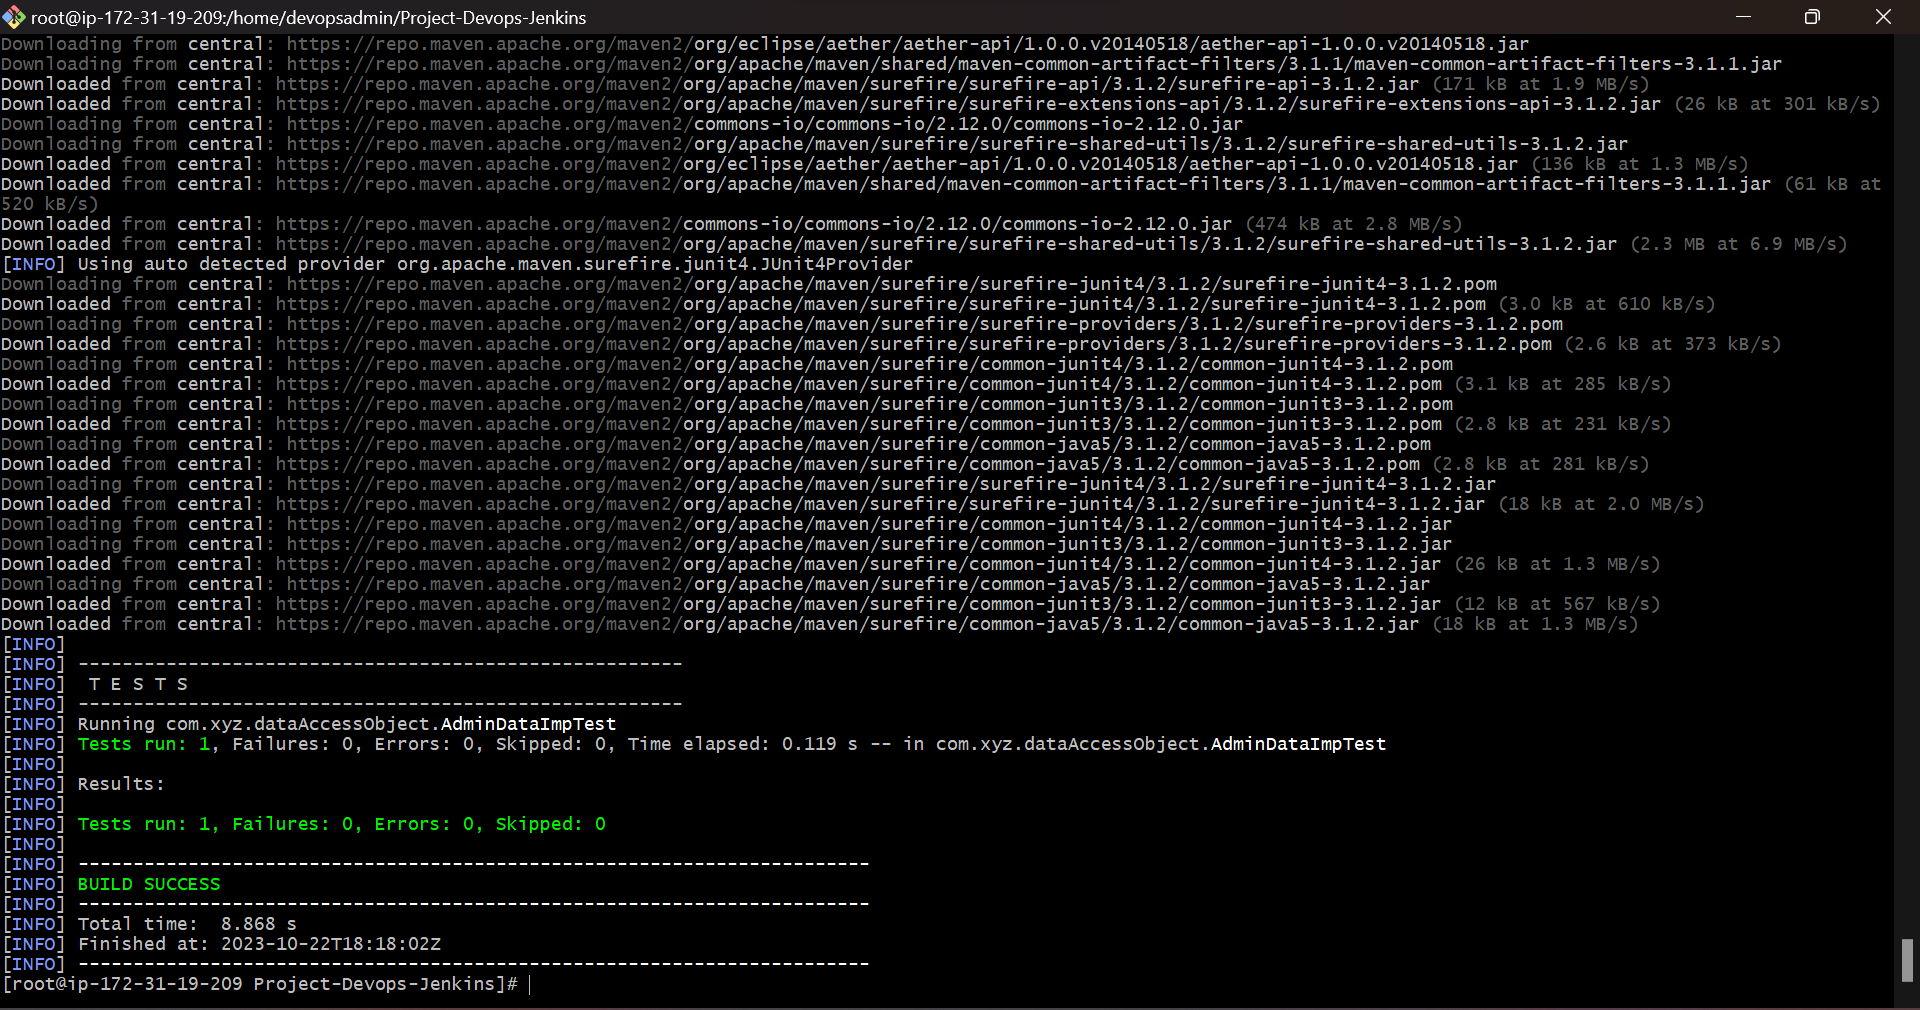 root@ip-172-31-19-209:/home/devopsadmin/Project-Devops-Jenkins
Downloading from central: https://repo.maven.apache.org/maven2/org/eclipse/aether/aether-api/1.0.0.v20140518/aether-api-1.0.0.v20140518.jar
Downloading from central: https://repo.maven.apache.org/maven2/org/apache/maven/shared/maven-common-artifact-filters/3.1.1/maven-common-artifact-filters-3.1.1.jar
Downloaded from central: https://repo.maven.apache.org/maven2/org/apache/maven/surefire/surefire-api/3.1.2/surefire-api-3.1.2.jar (171 kB at 1.9 MB/s)
Downloaded from central: https://repo.maven.apache.org/maven2/org/apache/maven/surefire/surefire-extensions-api/3.1.2/surefire-extensions-api-3.1.2.jar (26 kB at 301 kB/s)
Downloading from central: https://repo.maven.apache.org/maven2/commons-io/commons-io/2.12.0/commons-io-2.12.0.jar
Downloading from central: https://repo.maven.apache.org/maven2/org/apache/maven/surefire/surefire-shared-utils/3.1.2/surefire-shared-utils-3.1.2.jar
Downloaded from central: https://repo.maven.apache.org/maven2/org/eclipse/aether/aether-api/1.0.0.v20140518/aether-api-1.0.0.v20140518.jar (136 kB at 1.3 MB/s)
Downloaded from central: https://repo.maven.apache.org/maven2/org/apache/maven/shared/maven-common-artifact-filters/3.1.1/maven-common-artifact-filters-3.1.1.jar (61 kB at
520 kB/s)
Downloaded from central: https://repo.maven.apache.org/maven2/commons-io/commons-io/2.12.0/commons-io-2.12.0.jar (474 kB at 2.8 MB/s)
Downloaded from central: https://repo.maven.apache.org/maven2/org/apache/maven/surefire/surefire-shared-utils/3.1.2/surefire-shared-utils-3.1.2.jar (2.3 MB at 6.9 MB/s)
[INFO] Using auto detected provider org.apache.maven.surefire.junit4.JUnit4Provider
Downloading from central: https://repo.maven.apache.org/maven2/org/apache/maven/surefire/surefire-junit4/3.1.2/surefire-junit4-3.1.2.pom
Downloaded from central: https://repo.maven.apache.org/maven2/org/apache/maven/surefire/surefire-junit4/3.1.2/surefire-junit4-3.1.2.pom (3.0 kB at 610 kB/s)
Downloading from central: https://repo.maven.apache.org/maven2/org/apache/maven/surefire/surefire-providers/3.1.2/surefire-providers-3.1.2.pom
Downloaded from central: https://repo.maven.apache.org/maven2/org/apache/maven/surefire/surefire-providers/3.1.2/surefire-providers-3.1.2.pom (2.6 kB at 373 kB/s)
Downloading from central: https://repo.maven.apache.org/maven2/org/apache/maven/surefire/common-junit4/3.1.2/common-junit4-3.1.2.pom
Downloaded from central: https://repo.maven.apache.org/maven2/org/apache/maven/surefire/common-junit4/3.1.2/common-junit4-3.1.2.pom (3.1 kB at 285 kB/s)
Downloading from central: https://repo.maven.apache.org/maven2/org/apache/maven/surefire/common-junit3/3.1.2/common-junit3-3.1.2.pom
Downloaded from central: https://repo.maven.apache.org/maven2/org/apache/maven/surefire/common-junit3/3.1.2/common-junit3-3.1.2.pom (2.8 kB at 231 kB/s)
Downloading from central: https://repo.maven.apache.org/maven2/org/apache/maven/surefire/common-java5/3.1.2/common-java5-3.1.2.pom
Downloaded from central: https://repo.maven.apache.org/maven2/org/apache/maven/surefire/common-java5/3.1.2/common-java5-3.1.2.pom (2.8 kB at 281 kB/s)
Downloading from central: https://repo.maven.apache.org/maven2/org/apache/maven/surefire/surefire-junit4/3.1.2/surefire-junit4-3.1.2.jar
Downloaded from central: https://repo.maven.apache.org/maven2/org/apache/maven/surefire/surefire-junit4/3.1.2/surefire-junit4-3.1.2.jar (18 kB at 2.0 MB/s)
Downloading from central: https://repo.maven.apache.org/maven2/org/apache/maven/surefire/common-junit4/3.1.2/common-junit4-3.1.2.jar
Downloading from central: https://repo.maven.apache.org/maven2/org/apache/maven/surefire/common-junit3/3.1.2/common-junit3-3.1.2.jar
Downloaded from central: https://repo.maven.apache.org/maven2/org/apache/maven/surefire/common-junit4/3.1.2/common-junit4-3.1.2.jar (26 kB at 1.3 MB/s)
Downloading from central: https://repo.maven.apache.org/maven2/org/apache/maven/surefire/common-java5/3.1.2/common-java5-3.1.2.jar
Downloaded from central: https://repo.maven.apache.org/maven2/org/apache/maven/surefire/common-junit3/3.1.2/common-junit3-3.1.2.jar (12 kB at 567 kB/s)
Downloaded from central: https://repo.maven.apache.org/maven2/org/apache/maven/surefire/common-java5/3.1.2/common-java5-3.1.2.jar (18 kB at 1.3 MB/s)
[INFO]
[INFO] -------------------------------------------------------
[INFO]  T E S T S
[INFO] -------------------------------------------------------
[INFO] Running com.xyz.dataAccessObject.AdminDataImpTest
[INFO] Tests run: 1, Failures: 0, Errors: 0, Skipped: 0, Time elapsed: 0.119 s -- in com.xyz.dataAccessObject.AdminDataImpTest
[INFO]
[INFO] Results:
[INFO]
[INFO] Tests run: 1, Failures: 0, Errors: 0, Skipped: 0
[INFO]
[INFO] ------------------------------------------------------------------------
[INFO] BUILD SUCCESS
[INFO] ------------------------------------------------------------------------
[INFO] Total time:  8.868 s
[INFO] Finished at: 2023-10-22T18:18:02Z
[INFO] ------------------------------------------------------------------------
[root@ip-172-31-19-209 Project-Devops-Jenkins]#